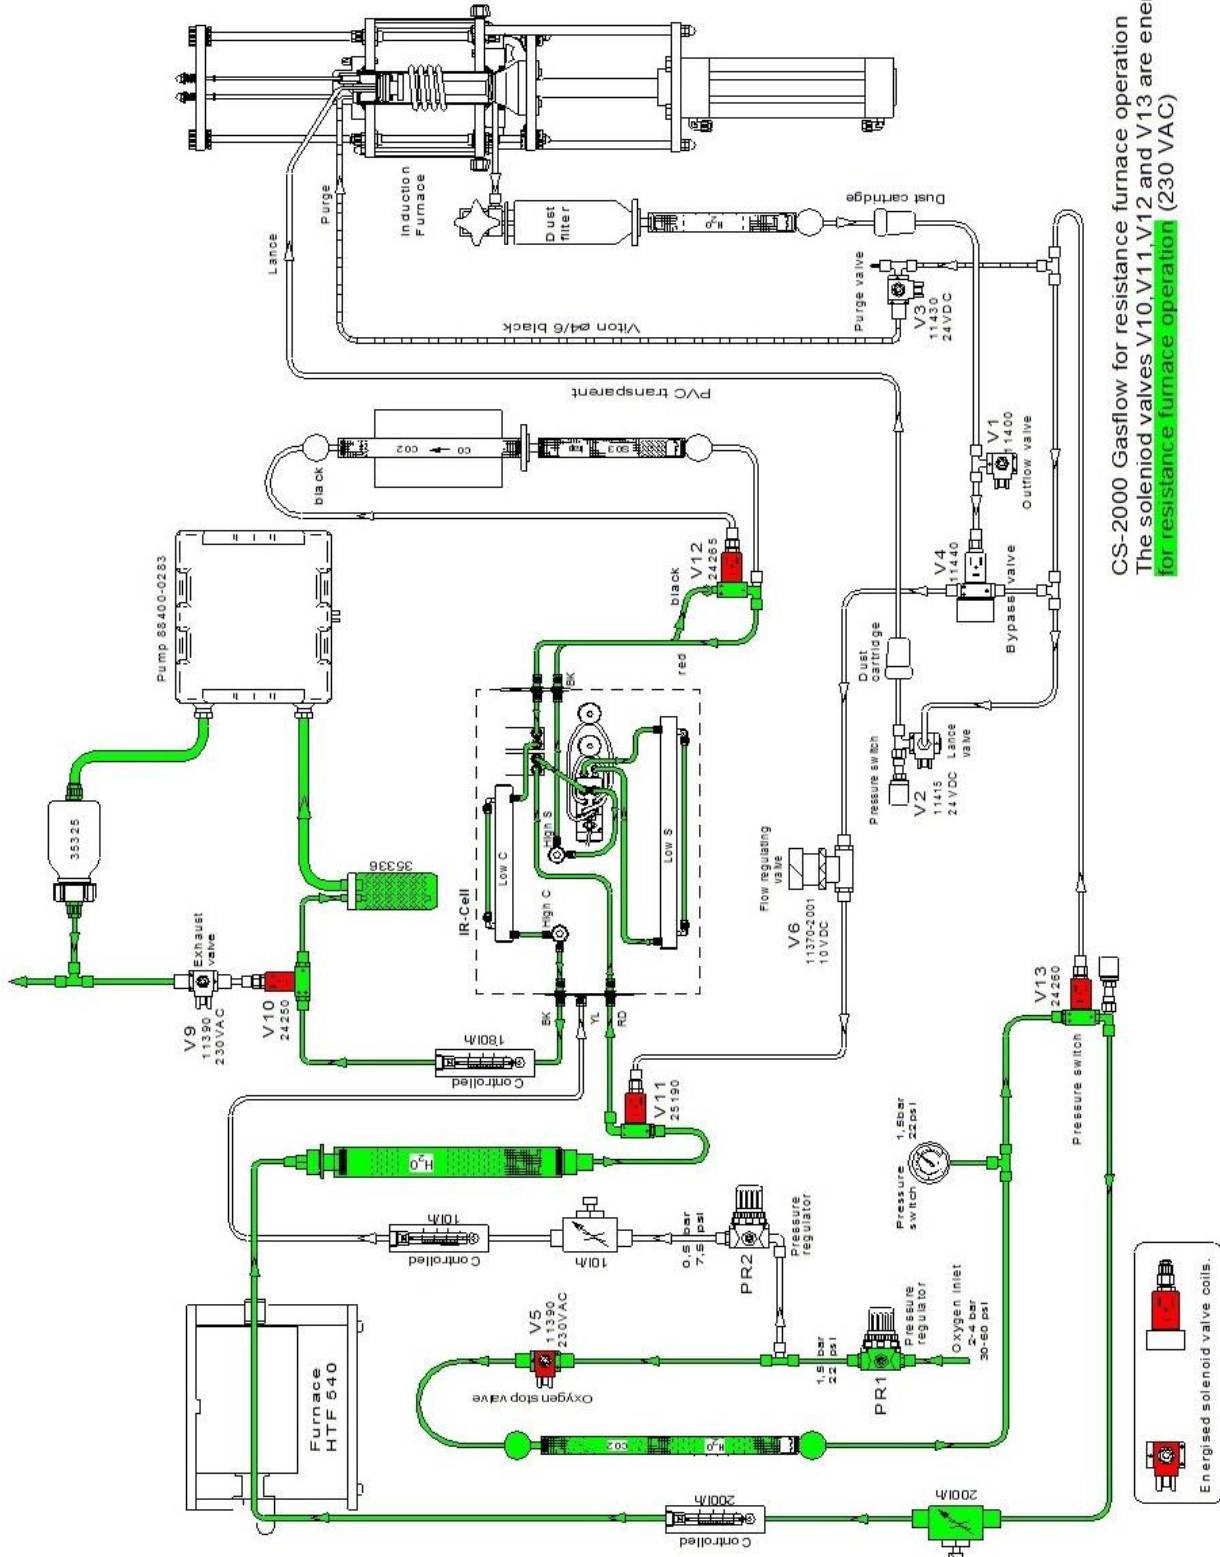 CS-2000 Gasflow for resistance furnace operation
The soleniod valves V10,V11,V12 and V13 are ener
for resistance furnace operation (230 VAC)
Lance
Purge
Induction
Furnace
Dust
filter
H₂O
Dust cartridge
Viton ø4/6 black
Purge valve
V3
11430
24VDC
PVC transparent
black
CO2
CO
SO3
V12
24265
black
red
V1
11400
Outflow valve
V4
11440
Bypass valve
Dust
cartridge
Pressure switch
V2
11415
24VDC
Lance
valve
Pump 88400-0283
35325
35336
V9
11390
230VAC
Exhaust
valve
V10
24250
Controlled
180l/h
IR-Cell
Low C
High C
High S
Low S
BK
BK
YL
RD
Flow regulating
valve
V6
11370-2001
10VDC
V11
25190
H₂O
V13
24260
Pressure switch
Furnace
HTF 540
Controlled
10l/h
10l/h
0,5 bar
7,5 psi
PR2
Pressure
regulator
Pressure
switch
1,5bar
22psi
V5
11390
230VAC
Oxygen stop valve
1,5 bar
22 psi
PR1
Pressure
regulator
Oxygen inlet
2-4 bar
30-60 psi
CO2
H₂O
Controlled
200l/h
200l/h
Energised solenoid valve coils.